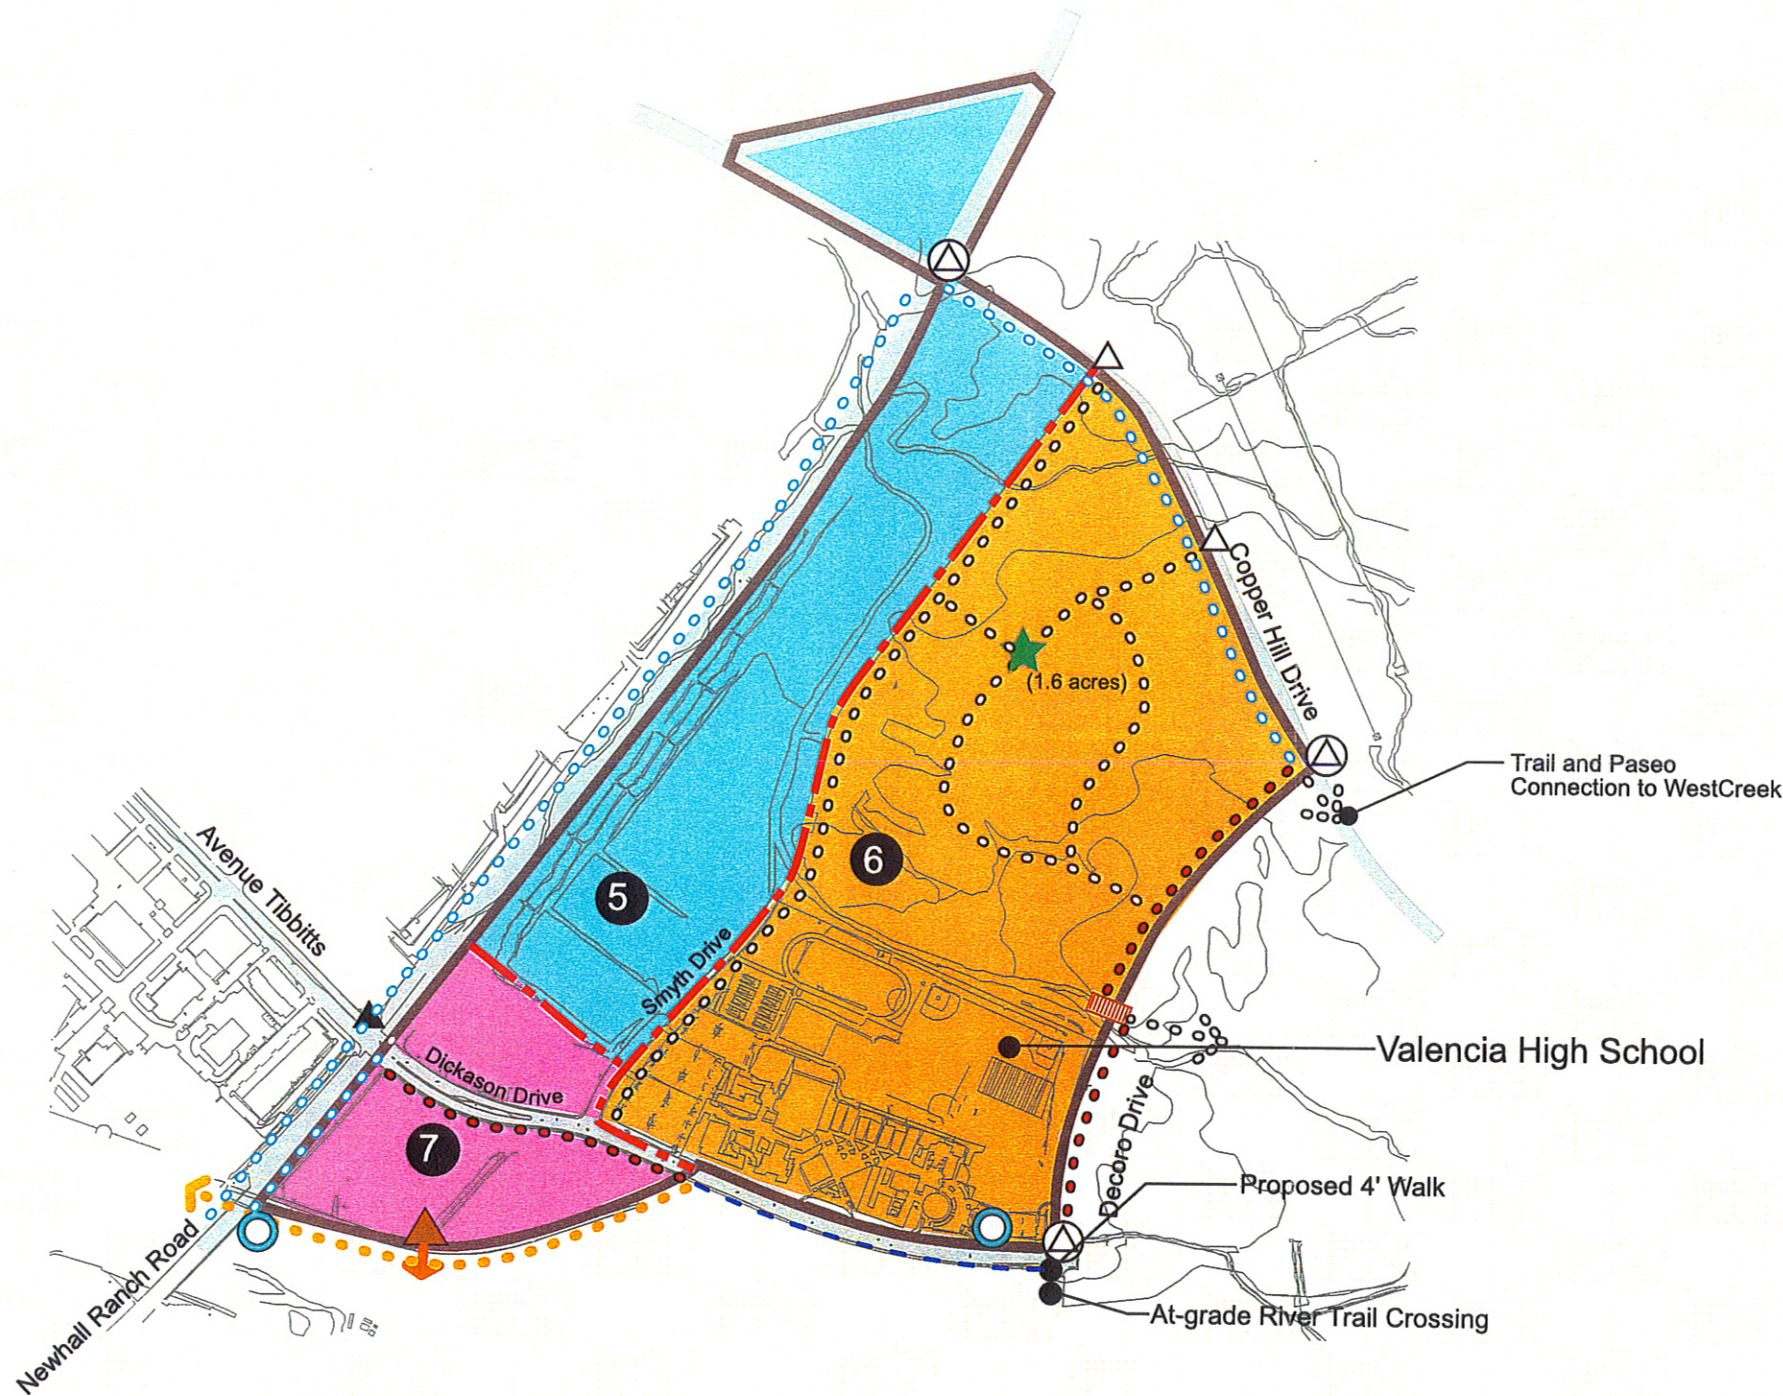 Copper Hill Drive
(1.6 acres)
Trail and Paseo
Connection to WestCreek
Avenue Tibbitts
6
5
Smyth Drive
Valencia High School
Dickason Drive
7
Decoro Drive
Proposed 4' Walk
Newhall Ranch Road
At-grade River Trail Crossing